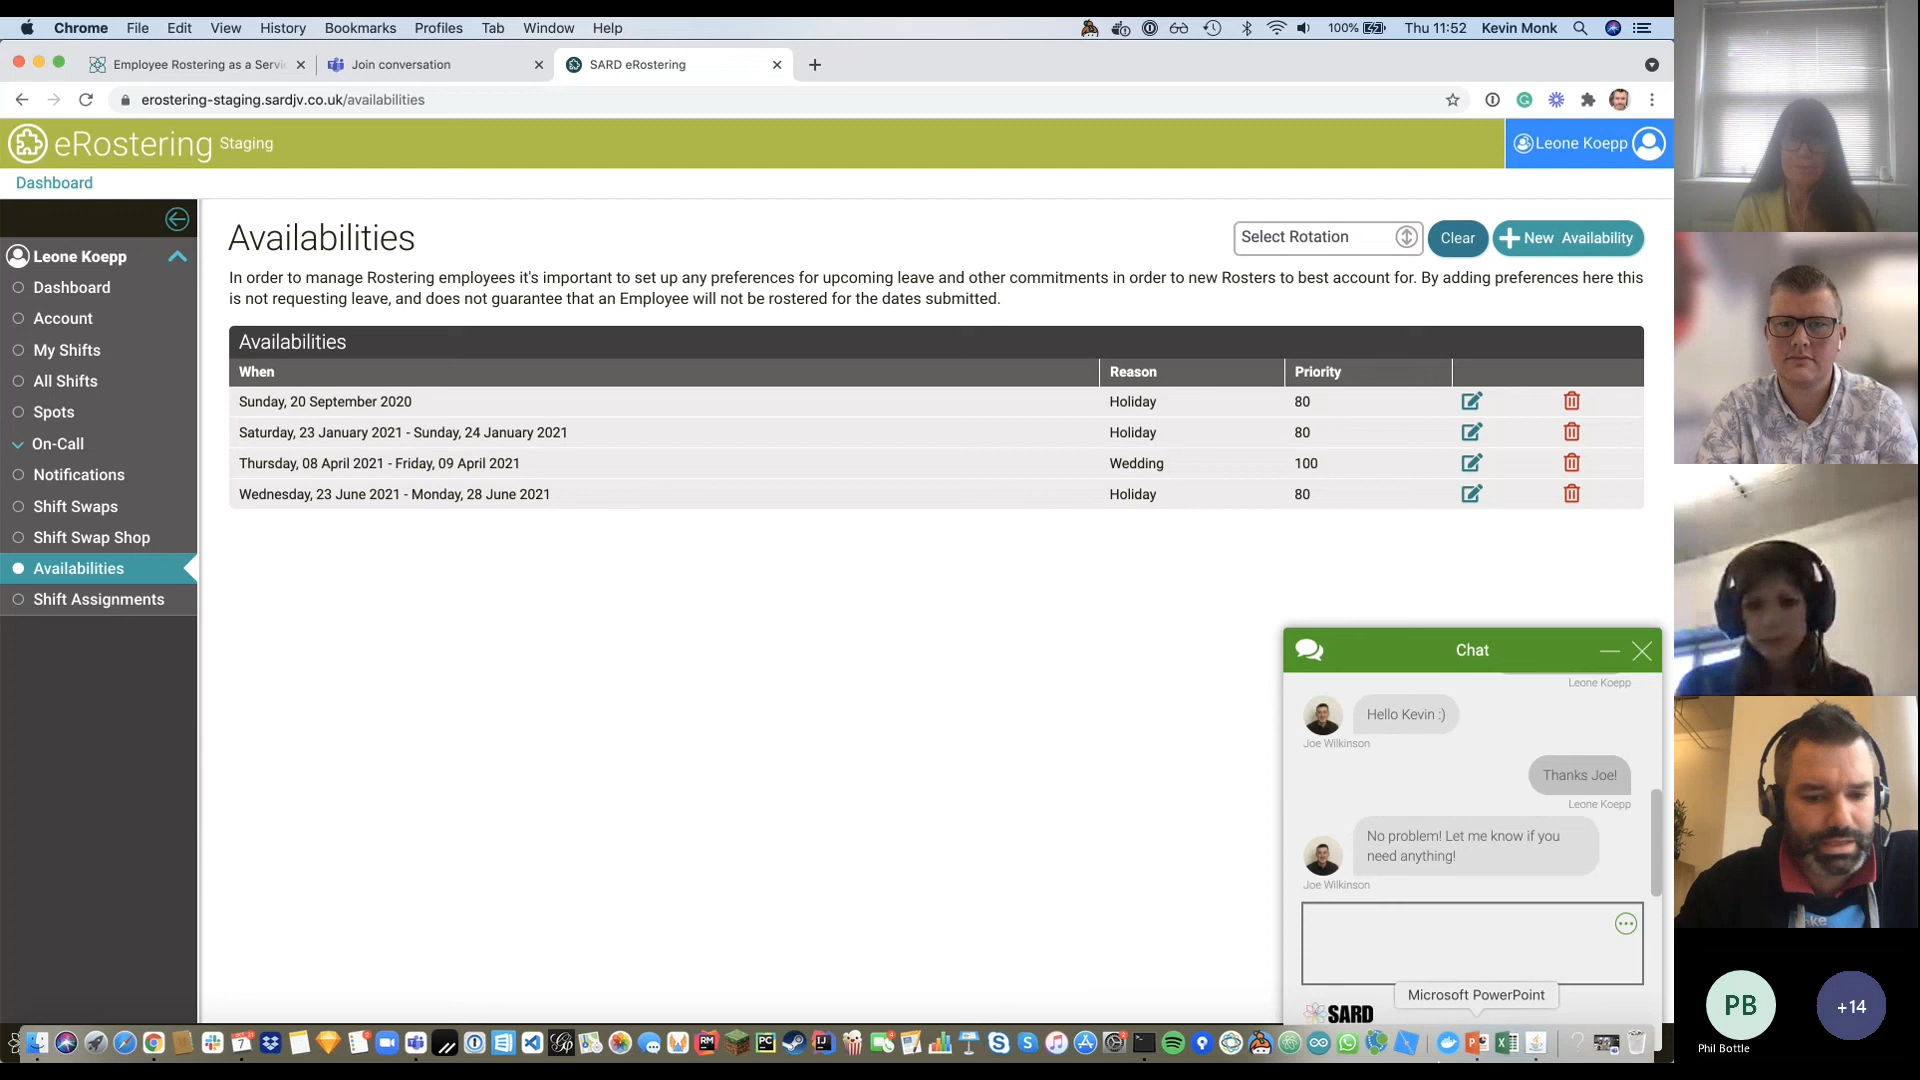 Chrome File Edit View History Bookmarks Profiles Tab Window Help 100% Thu 11:52 Kevin Monk
Employee Rostering as a Servi
Join conversation
SARD eRostering
erostering-staging.sardjv.co.uk/availabilities
eRostering Staging
Leone Koepp
Dashboard
Leone Koepp
Dashboard
Account
My Shifts
All Shifts
Spots
On-Call
Notifications
Shift Swaps
Shift Swap Shop
Availabilities
Shift Assignments
Availabilities
Select Rotation
Clear
New Availability
In order to manage Rostering employees it's important to set up any preferences for upcoming leave and other commitments in order to new Rosters to best account for. By adding preferences here this
is not requesting leave, and does not guarantee that an Employee will not be rostered for the dates submitted.
Availabilities
When Reason Priority
Sunday, 20 September 2020 Holiday 80
Saturday, 23 January 2021 - Sunday, 24 January 2021 Holiday 80
Thursday, 08 April 2021 - Friday, 09 April 2021 Wedding 100
Wednesday, 23 June 2021 - Monday, 28 June 2021 Holiday 80
Chat
Leone Koepp
Hello Kevin :)
Joe Wilkinson
Thanks Joe!
Leone Koepp
No problem! Let me know if you
need anything!
Joe Wilkinson
Microsoft PowerPoint
SARD
PB
Phil Bottle
+14